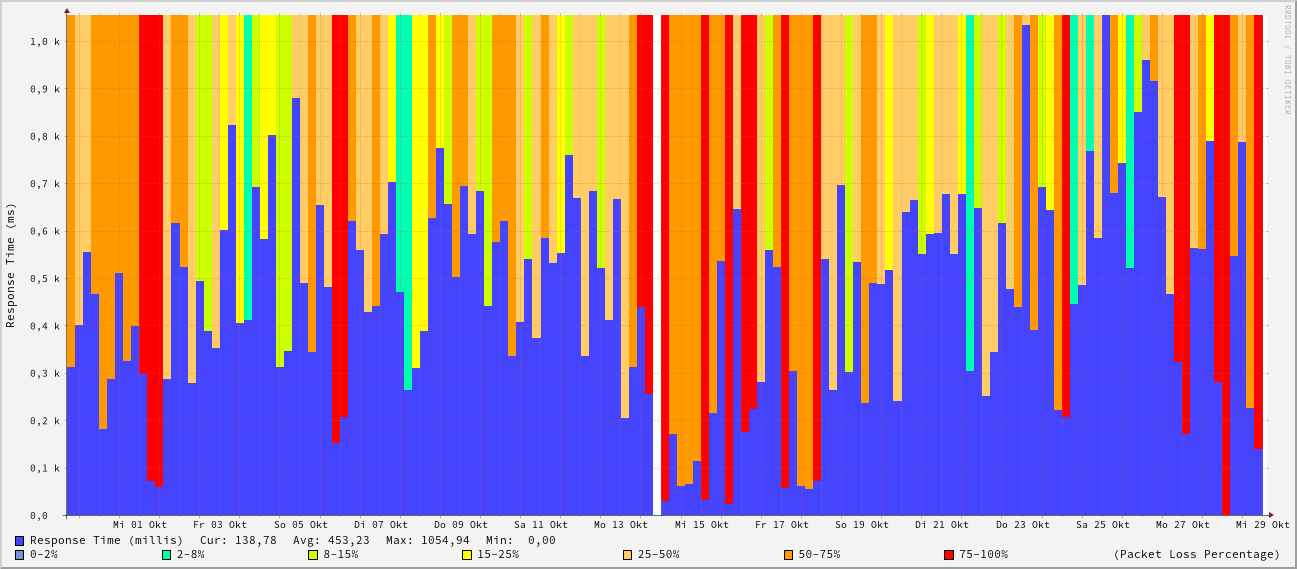 RRDTOOL / TOBI OETIKER
Response Time (ms)
1,0 k
0,9 k
0,8 k
0,7 k
0,6 k
0,5 k
0,4 k
0,3 k
0,2 k
0,1 k
0,0
Mi 01 Okt Fr 03 Okt So 05 Okt Di 07 Okt Do 09 Okt Sa 11 Okt Mo 13 Okt Mi 15 Okt Fr 17 Okt So 19 Okt Di 21 Okt Do 23 Okt Sa 25 Okt Mo 27 Okt Mi 29 Okt
Response Time (millis) Cur: 138,78 Avg: 453,23 Max: 1054,94 Min: 0,00
0-2% 2-8% 8-15% 15-25% 25-50% 50-75% 75-100% (Packet Loss Percentage)